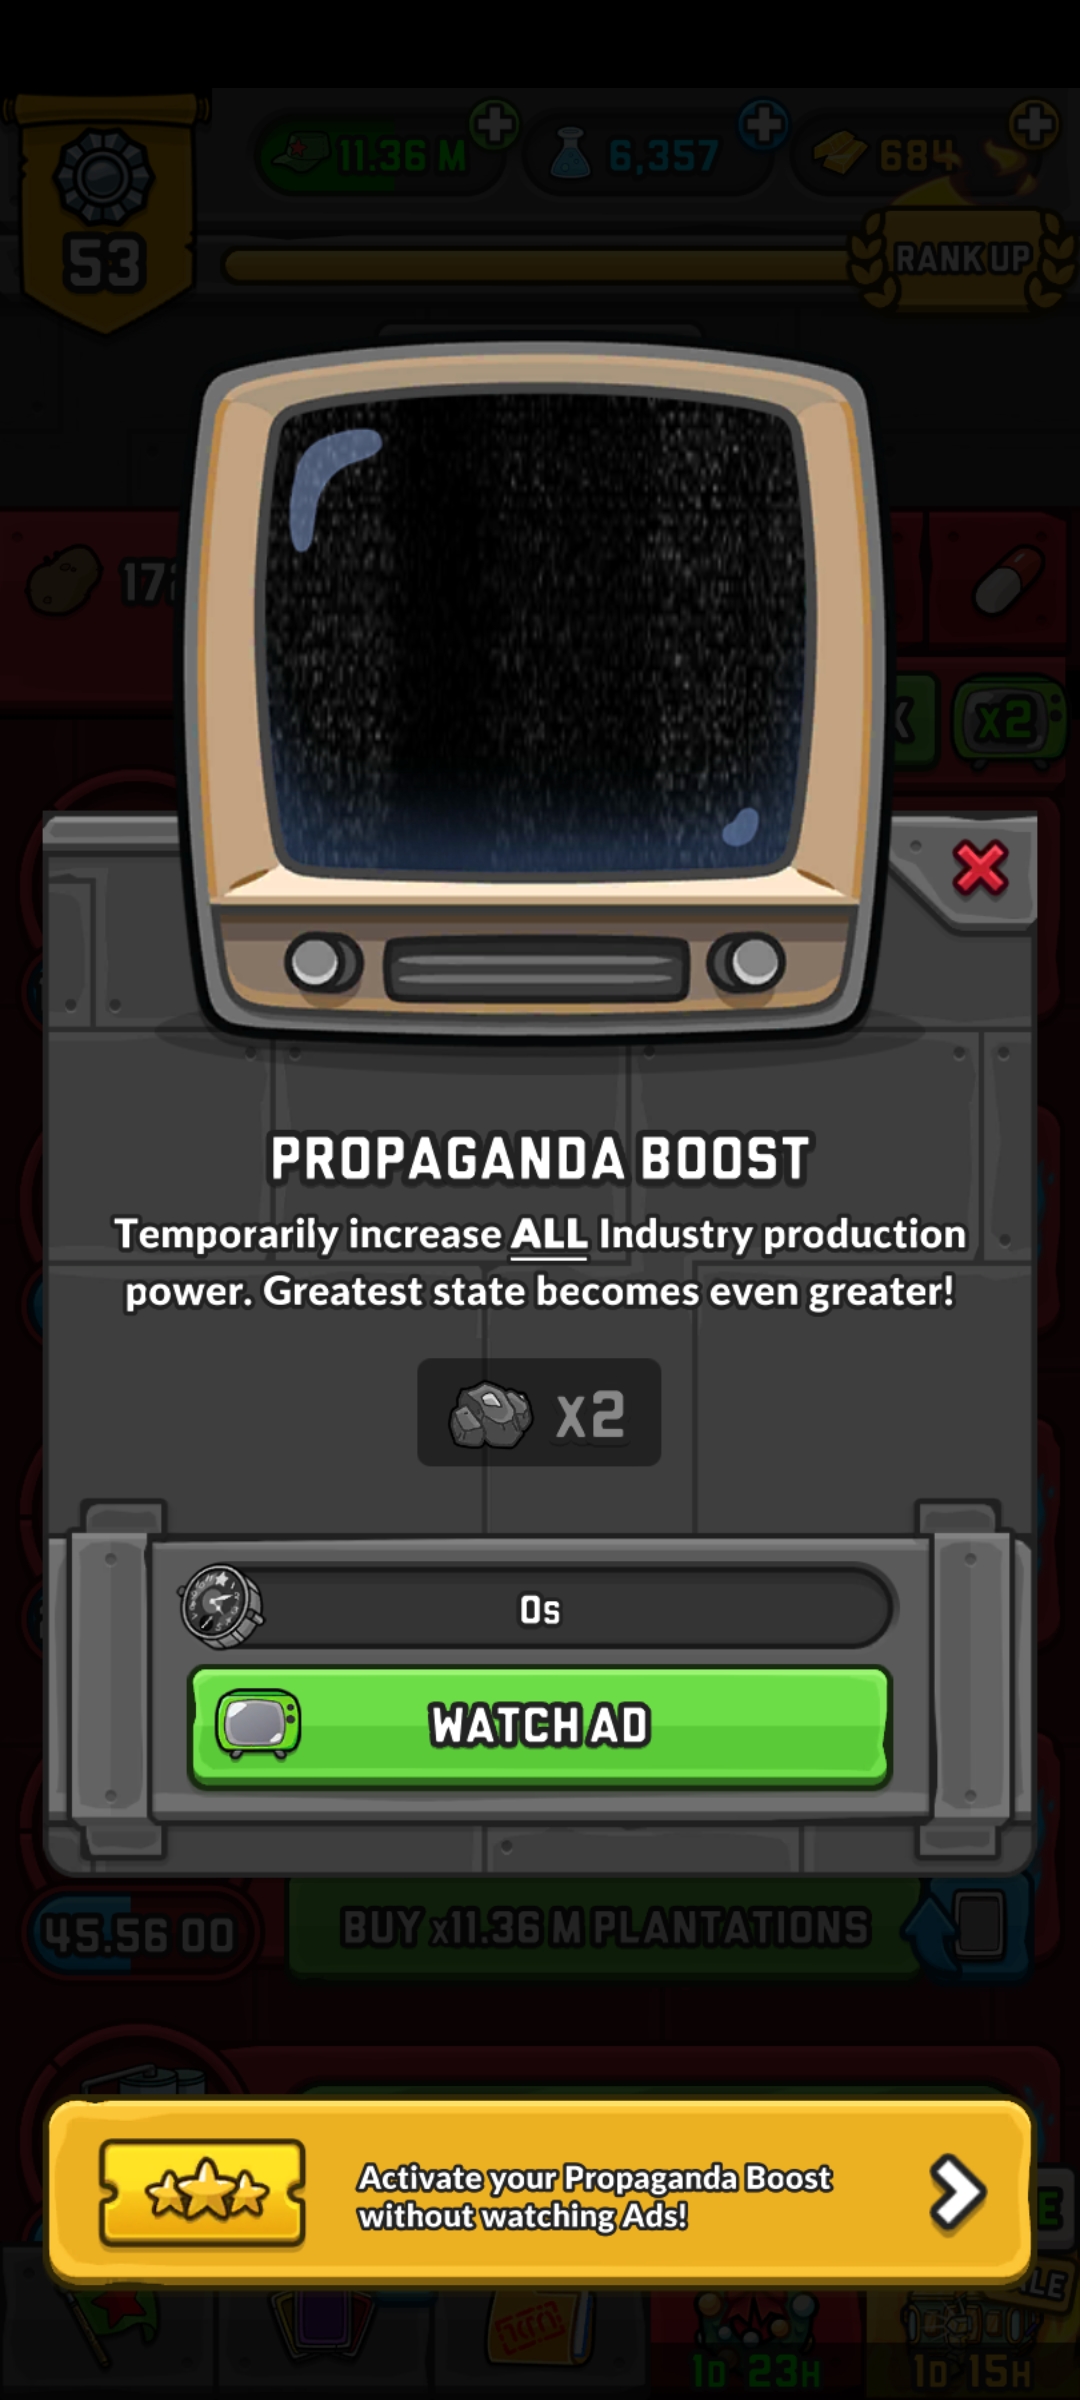 11.36 M
6,357
684
53
RANK UP
x2
PROPAGANDA BOOST
Temporarily increase ALL Industry production
power. Greatest state becomes even greater!
x2
0s
WATCH AD
45.56 00
BUY x11.36 M PLANTATIONS
Activate your Propaganda Boost
without watching Ads!
1D 23H
1D 15H